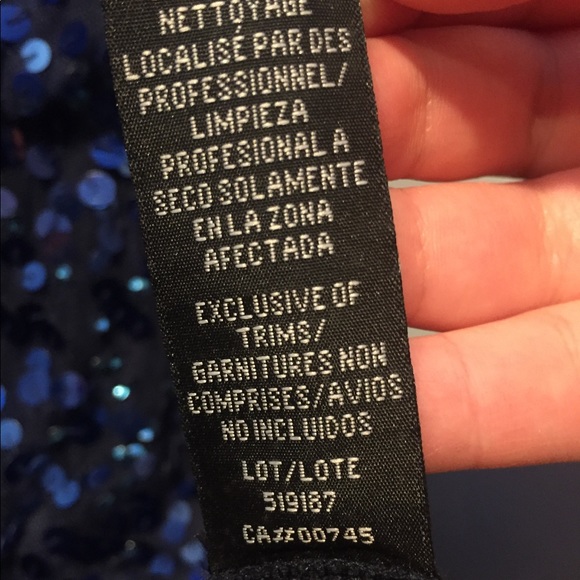 NETTOYAGE
LOCALISÉ PAR DES
PROFESSIONNEL/
LIMPIEZA
PROFESIONAL A
SECO SOLAMENTE
EN LA ZONA
AFECTADA
EXCLUSIVE OF
TRIMS/
GARNITURES NON
COMPRISES/AVIOS
NO INCLUIDOS
LOT/LOTE
519187
CA#00745